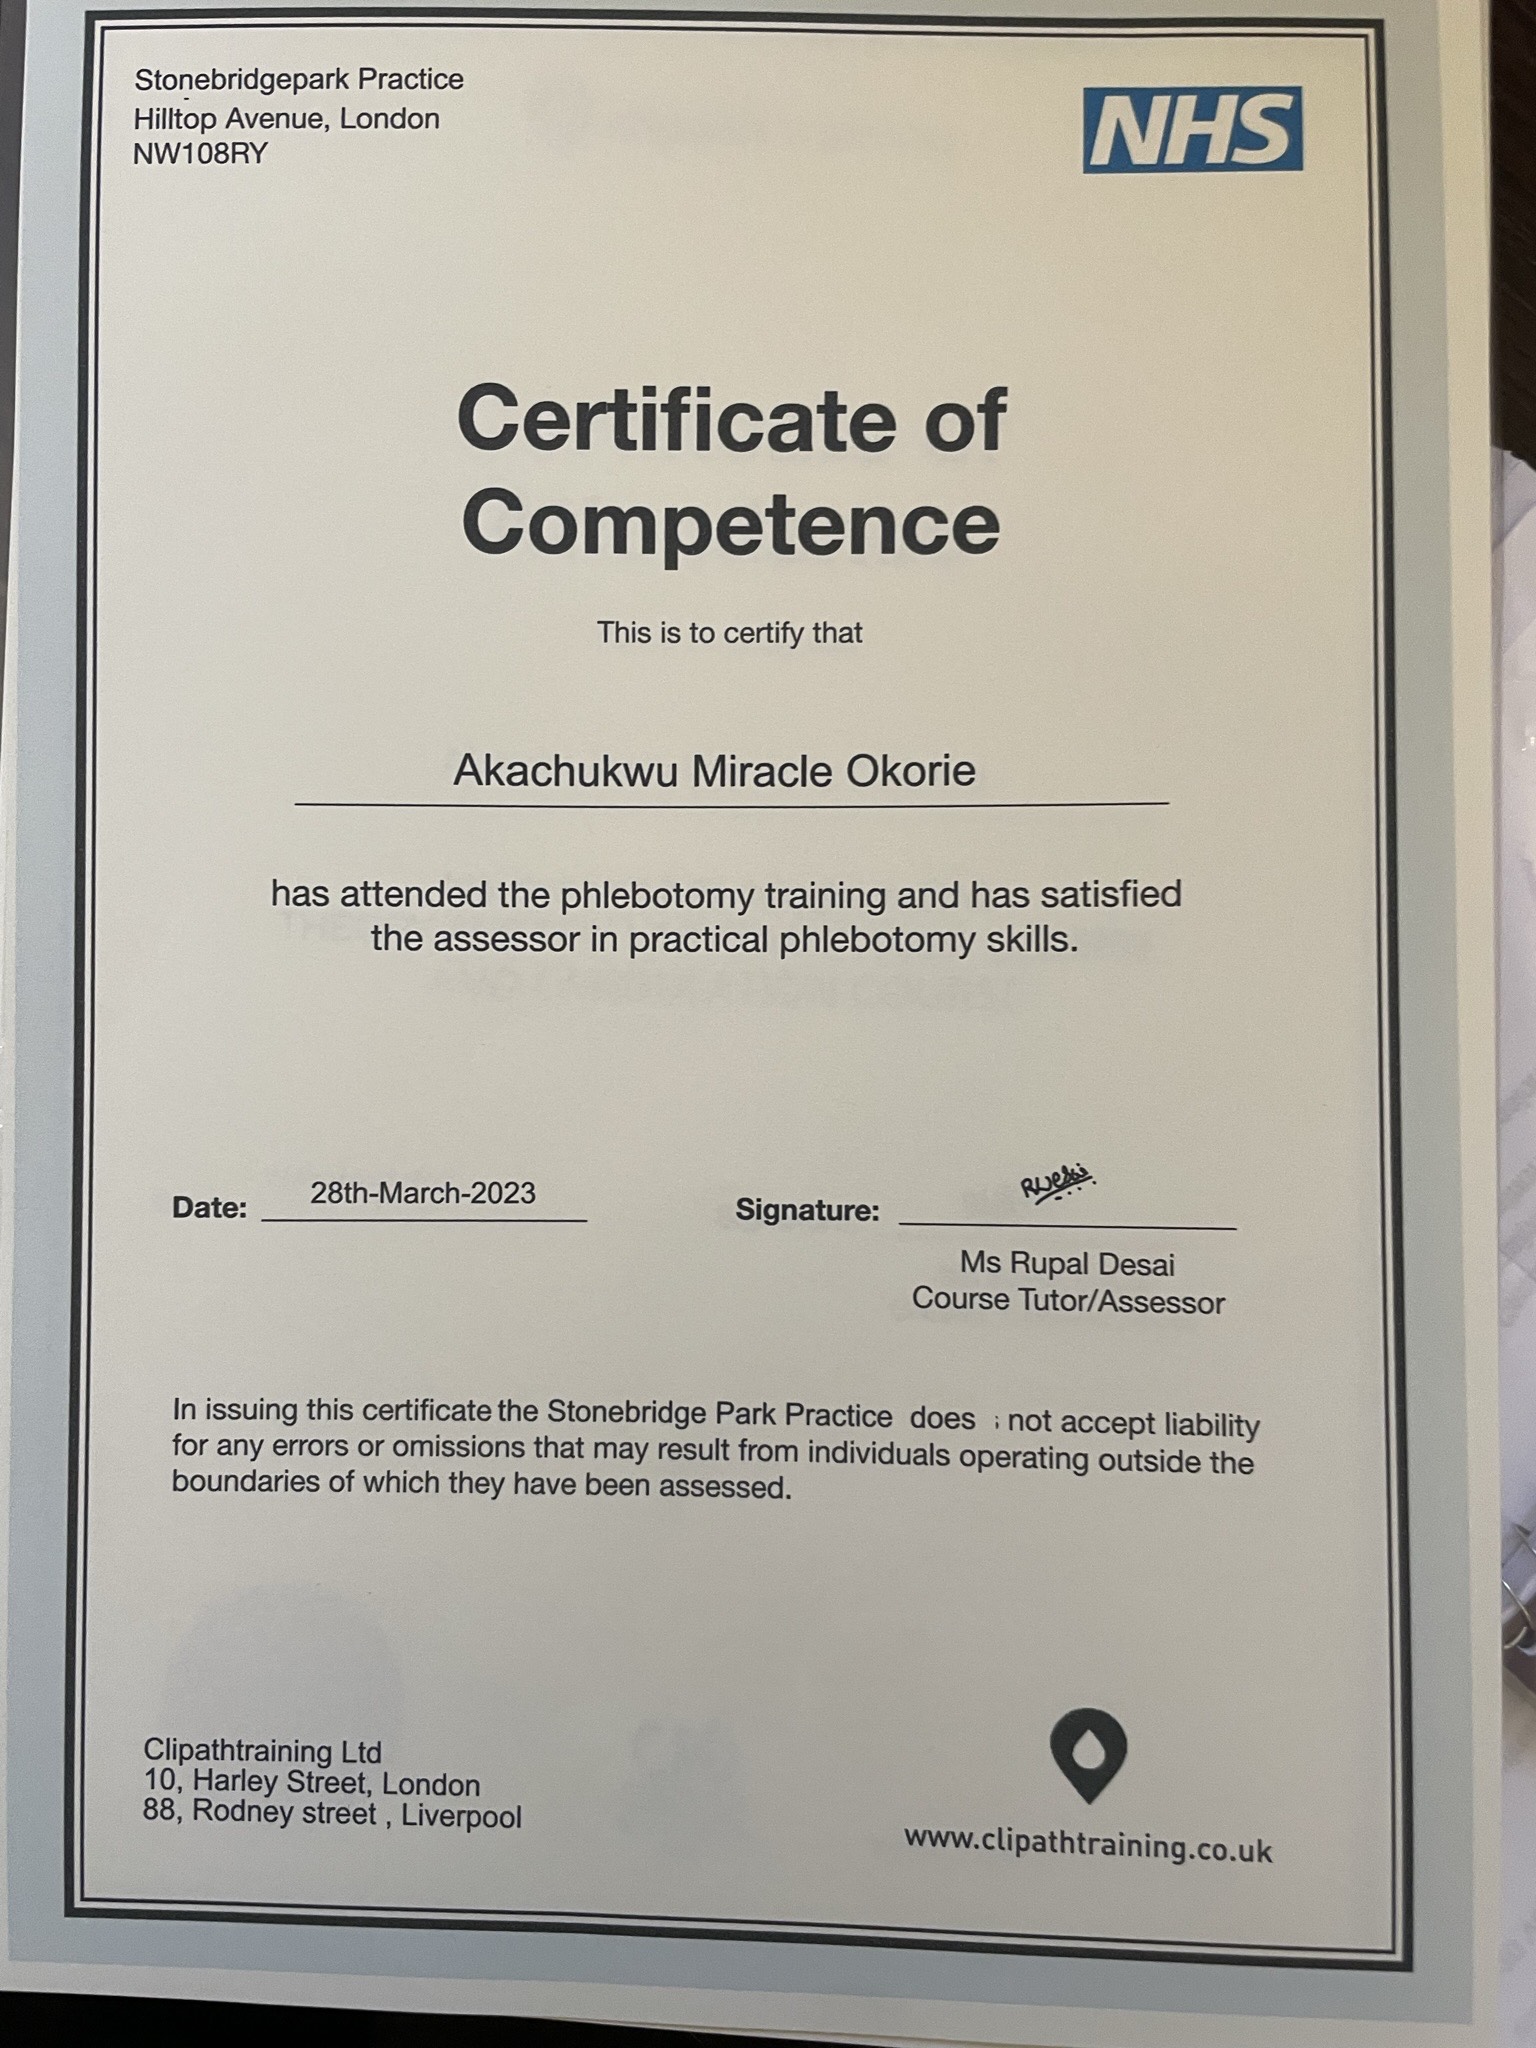 Stonebridgepark Practice
Hilltop Avenue, London
NW108RY
NHS
Certificate of
Competence
This is to certify that
Akachukwu Miracle Okorie
has attended the phlebotomy training and has satisfied
the assessor in practical phlebotomy skills.
Date: 28th-March-2023
Signature: RDesai
Ms Rupal Desai
Course Tutor/Assessor
In issuing this certificate the Stonebridge Park Practice does not accept liability
for any errors or omissions that may result from individuals operating outside the
boundaries of which they have been assessed.
Clipathtraining Ltd
10, Harley Street, London
88, Rodney street , Liverpool
www.clipathtraining.co.uk